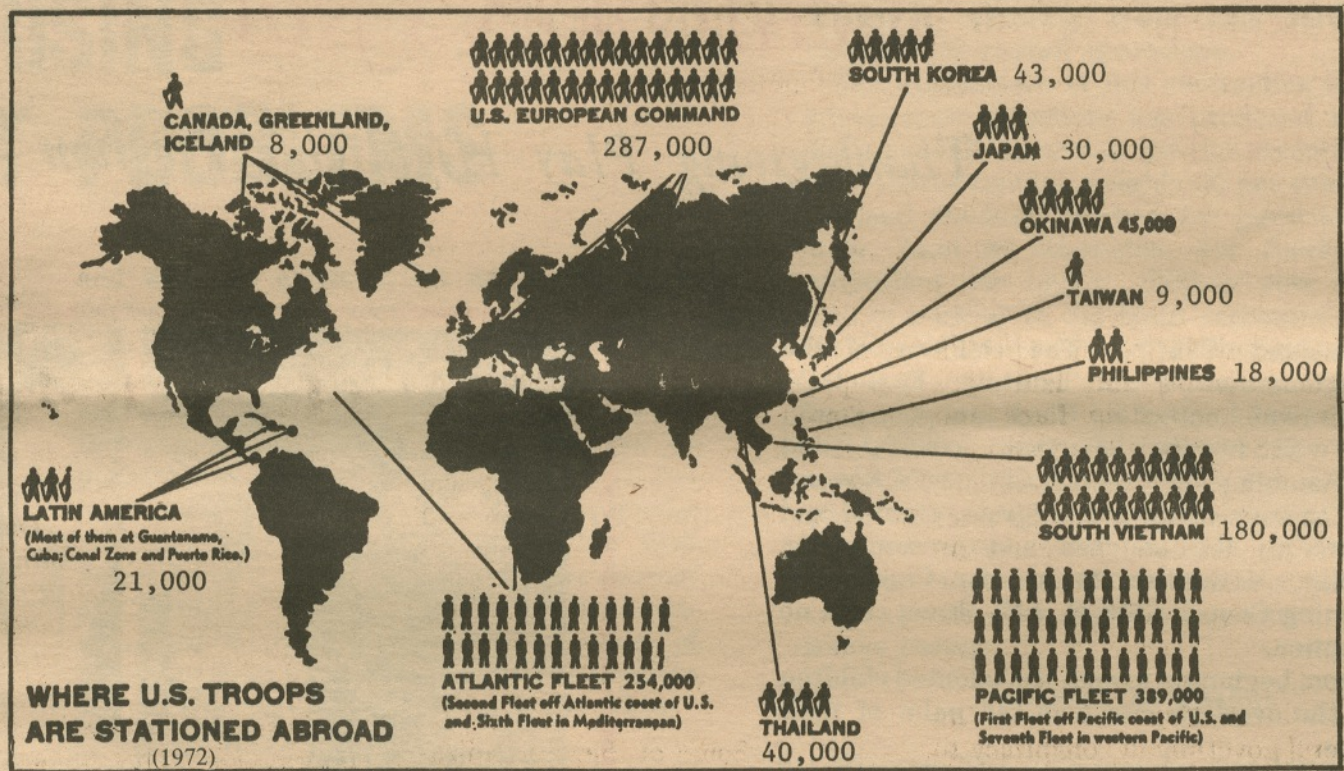 CANADA, GREENLAND,
ICELAND 8,000
U.S. EUROPEAN COMMAND
287,000
SOUTH KOREA 43,000
JAPAN 30,000
OKINAWA 45,000
TAIWAN 9,000
PHILIPPINES 18,000
SOUTH VIETNAM 180,000
LATIN AMERICA
(Most of them at Guantanamo,
Cuba; Canal Zone and Puerto Rico.)
21,000
ATLANTIC FLEET 254,000
(Second Fleet off Atlantic coast of U.S.
and Sixth Fleet in Mediterranean)
THAILAND
40,000
PACIFIC FLEET 389,000
(First Fleet off Pacific coast of U.S. and
Seventh Fleet in western Pacific)
WHERE U.S. TROOPS
ARE STATIONED ABROAD
(1972)